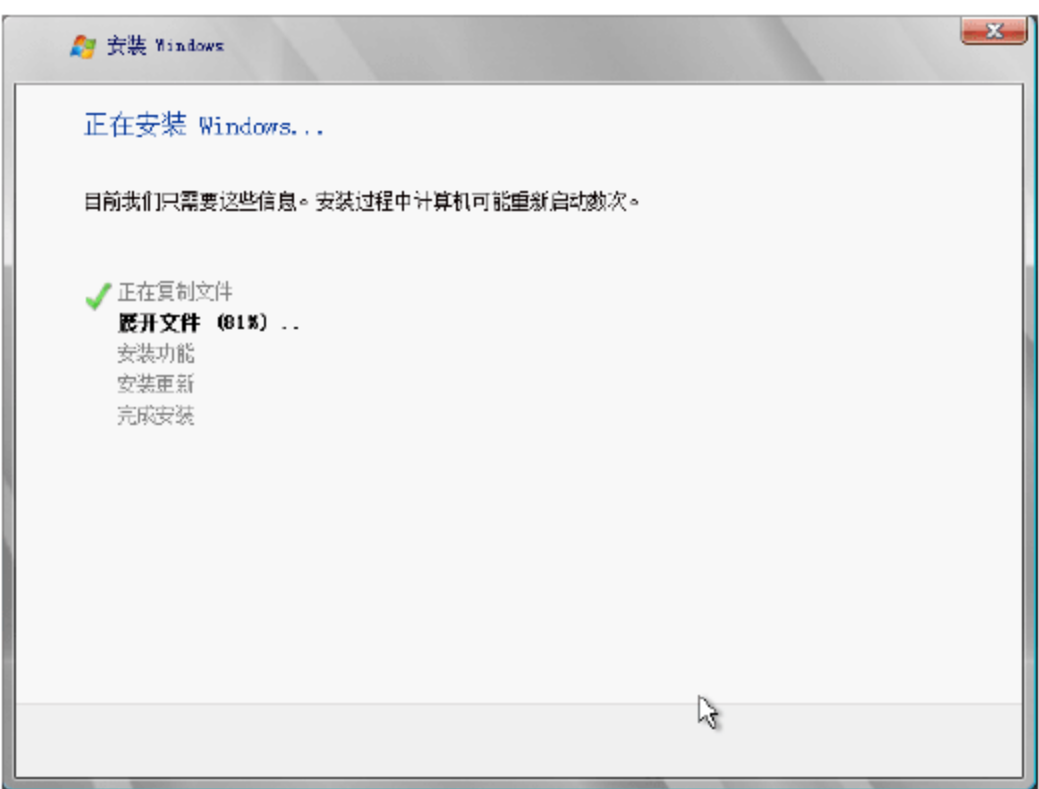 安装 Windows
正在安装 Windows...
目前我们只需要这些信息。安装过程中计算机可能重新启动数次。
正在复制文件
展开文件 (81%) ..
安装功能
安装更新
完成安装